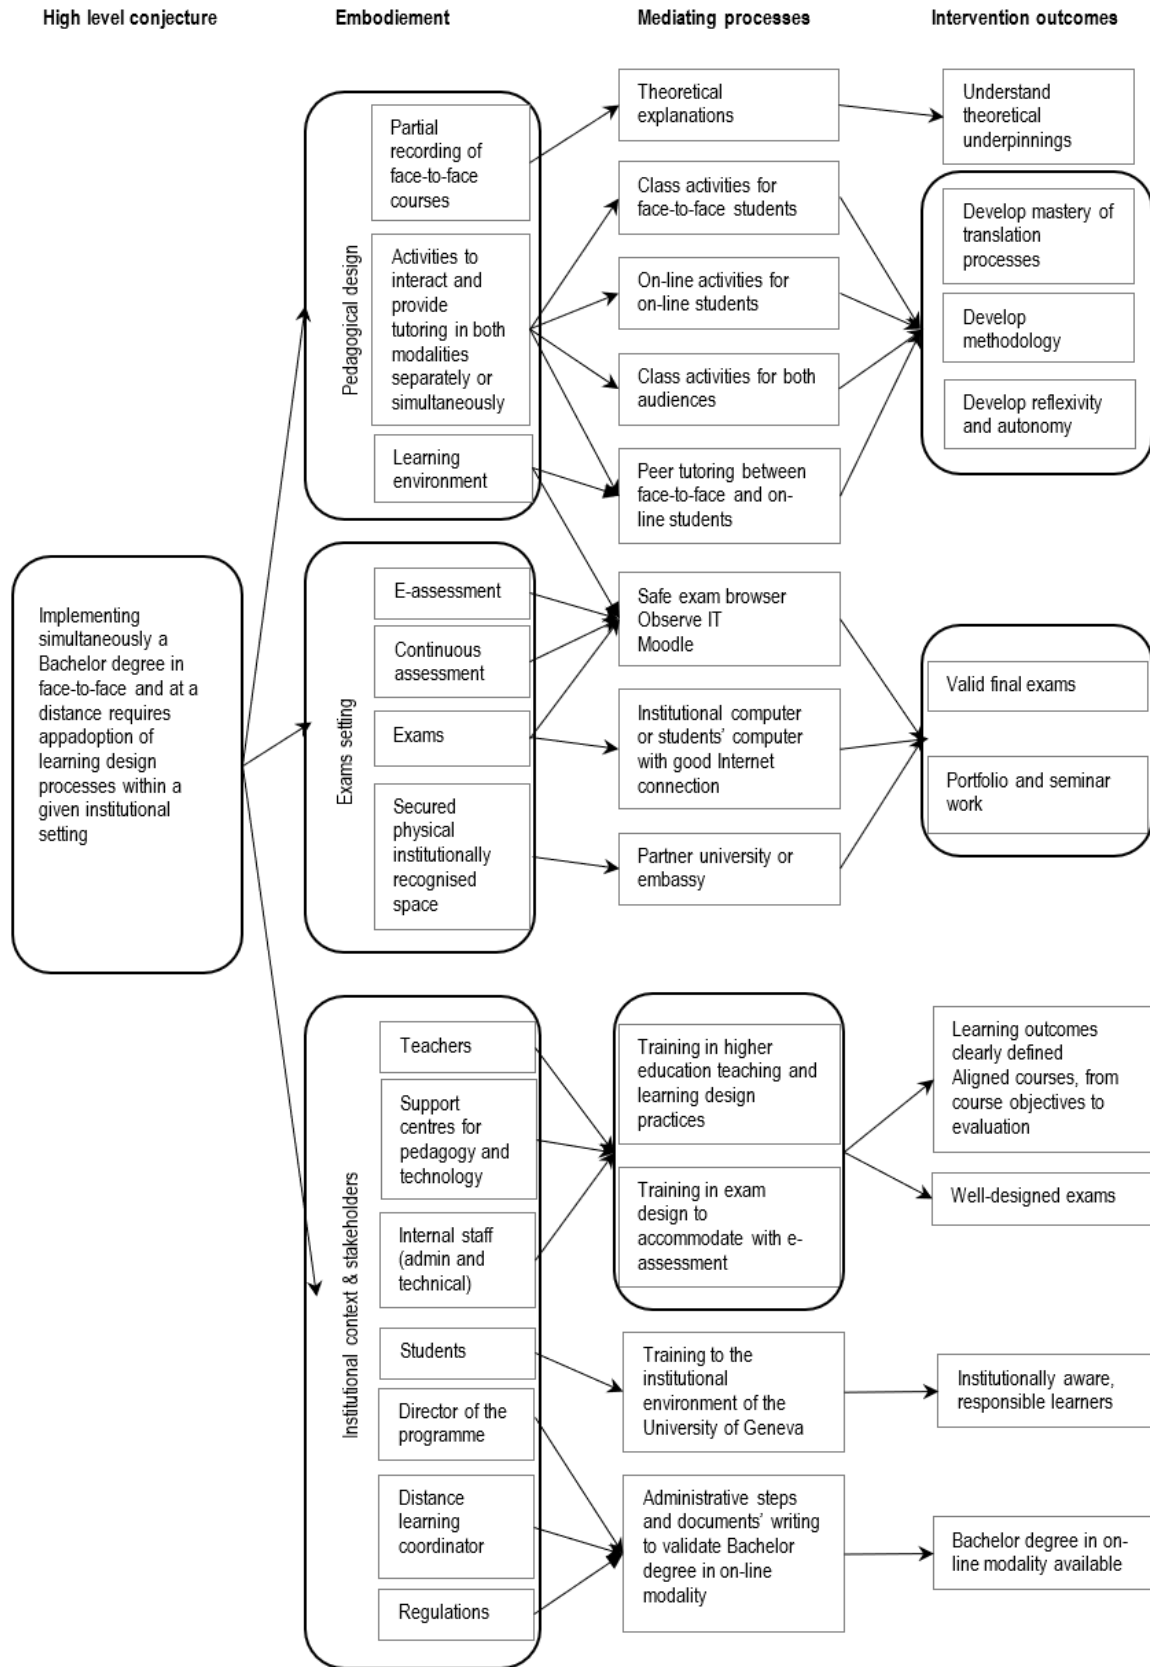 High level conjecture
Embodiement
Mediating processes
Intervention outcomes
Implementing
simultaneously a
Bachelor degree in
face-to-face and at a
distance requires
appadoption of
learning design
processes within a
given institutional
setting
Pedagogical design
Partial
recording of
face-to-face
courses
Activities to
interact and
provide
tutoring in both
modalities
separately or
simultaneously
Learning
environment
Theoretical
explanations
Class activities for
face-to-face students
On-line activities for
on-line students
Class activities for both
audiences
Peer tutoring between
face-to-face and on-
line students
Understand
theoretical
underpinnings
Develop mastery of
translation
processes
Develop
methodology
Develop reflexivity
and autonomy
Exams setting
E-assessment
Continuous
assessment
Exams
Secured
physical
institutionally
recognised
space
Safe exam browser
Observe IT
Moodle
Institutional computer
or students' computer
with good Internet
connection
Partner university or
embassy
Valid final exams
Portfolio and seminar
work
Institutional context & stakeholders
Teachers
Support
centres for
pedagogy and
technology
Internal staff
(admin and
technical)
Students
Director of the
programme
Distance
learning
coordinator
Regulations
Training in higher
education teaching and
learning design
practices
Training in exam
design to
accommodate with e-
assessment
Training to the
institutional
environment of the
University of Geneva
Administrative steps
and documents' writing
to validate Bachelor
degree in on-line
modality
Learning outcomes
clearly defined
Aligned courses, from
course objectives to
evaluation
Well-designed exams
Institutionally aware,
responsible learners
Bachelor degree in on-
line modality available